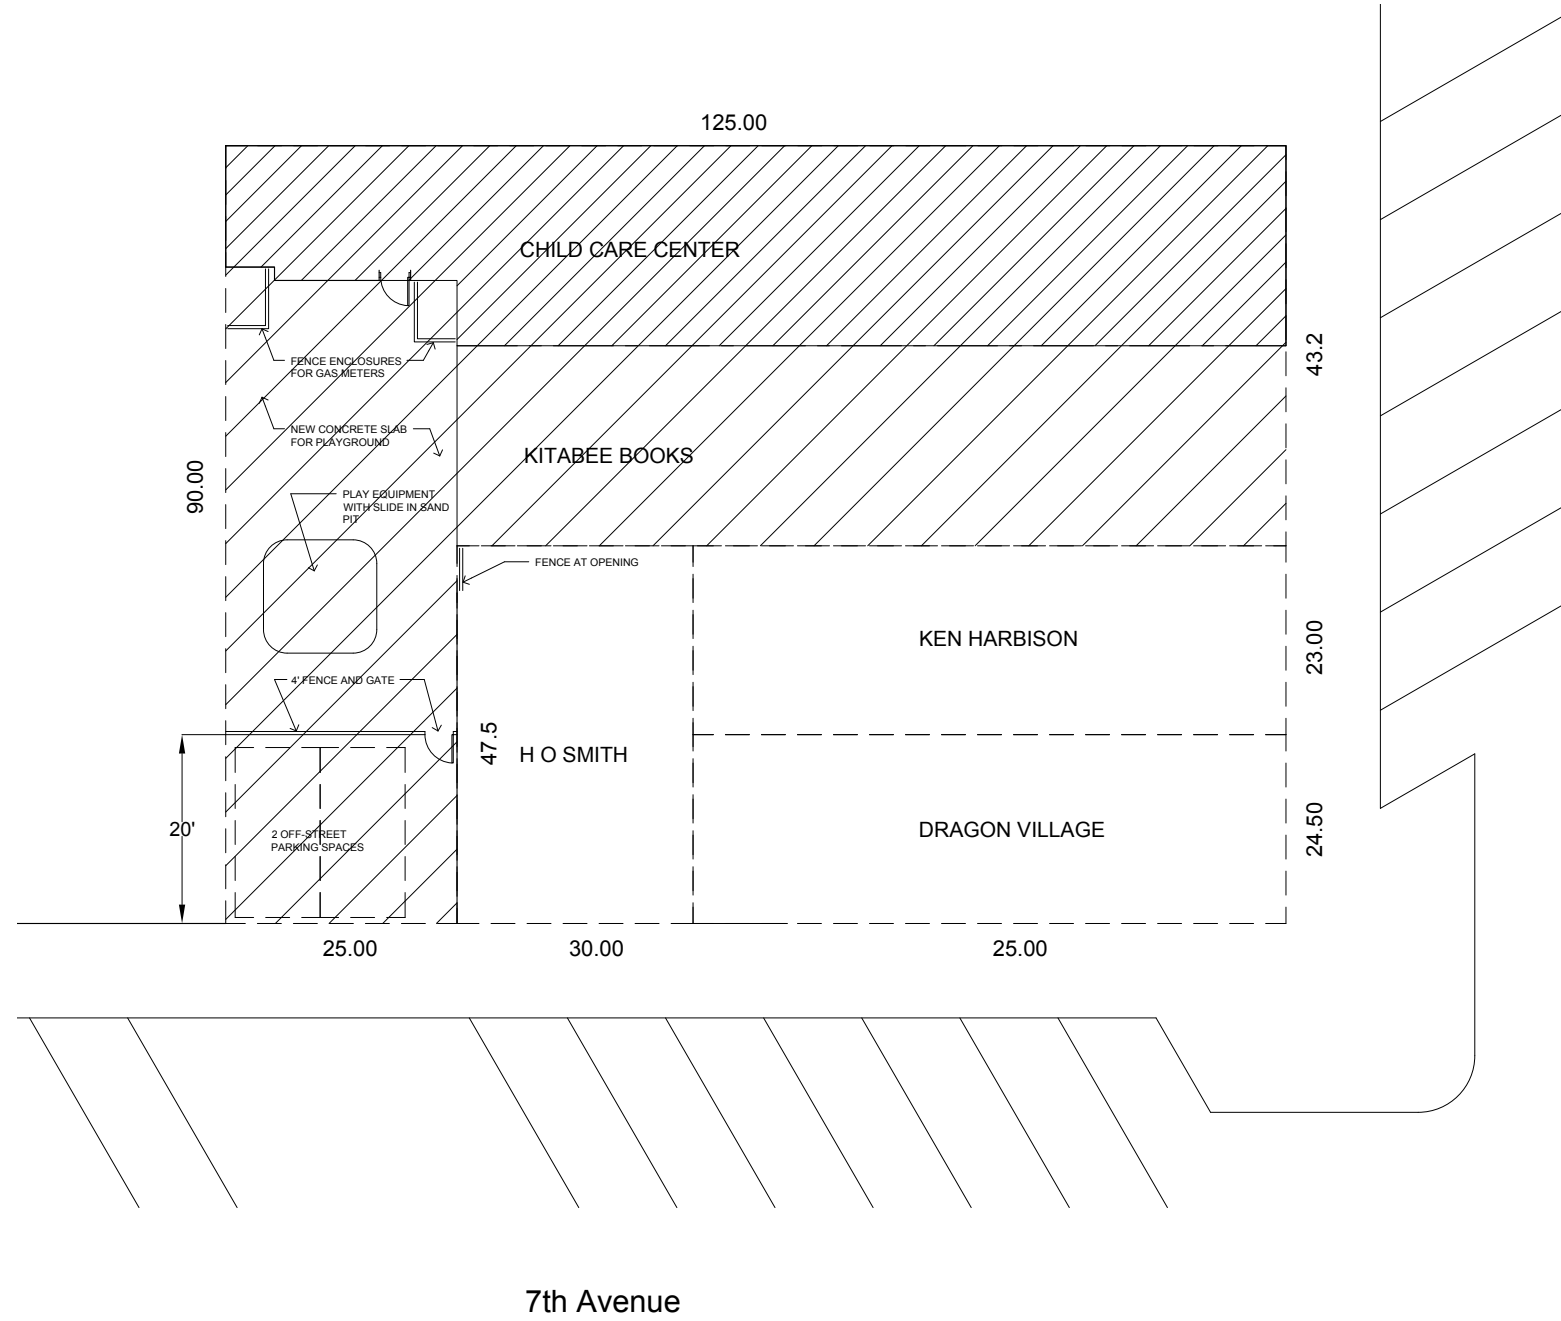 125.00
CHILD CARE CENTER
43.2
FENCE ENCLOSURES
FOR GAS METERS
NEW CONCRETE SLAB
FOR PLAYGROUND
KITABEE BOOKS
90.00
PLAY EQUIPMENT
WITH SLIDE IN SAND
PIT
FENCE AT OPENING
KEN HARBISON
23.00
4' FENCE AND GATE
47.5
H O SMITH
20'
2 OFF-STREET
PARKING SPACES
DRAGON VILLAGE
24.50
25.00
30.00
25.00
7th Avenue